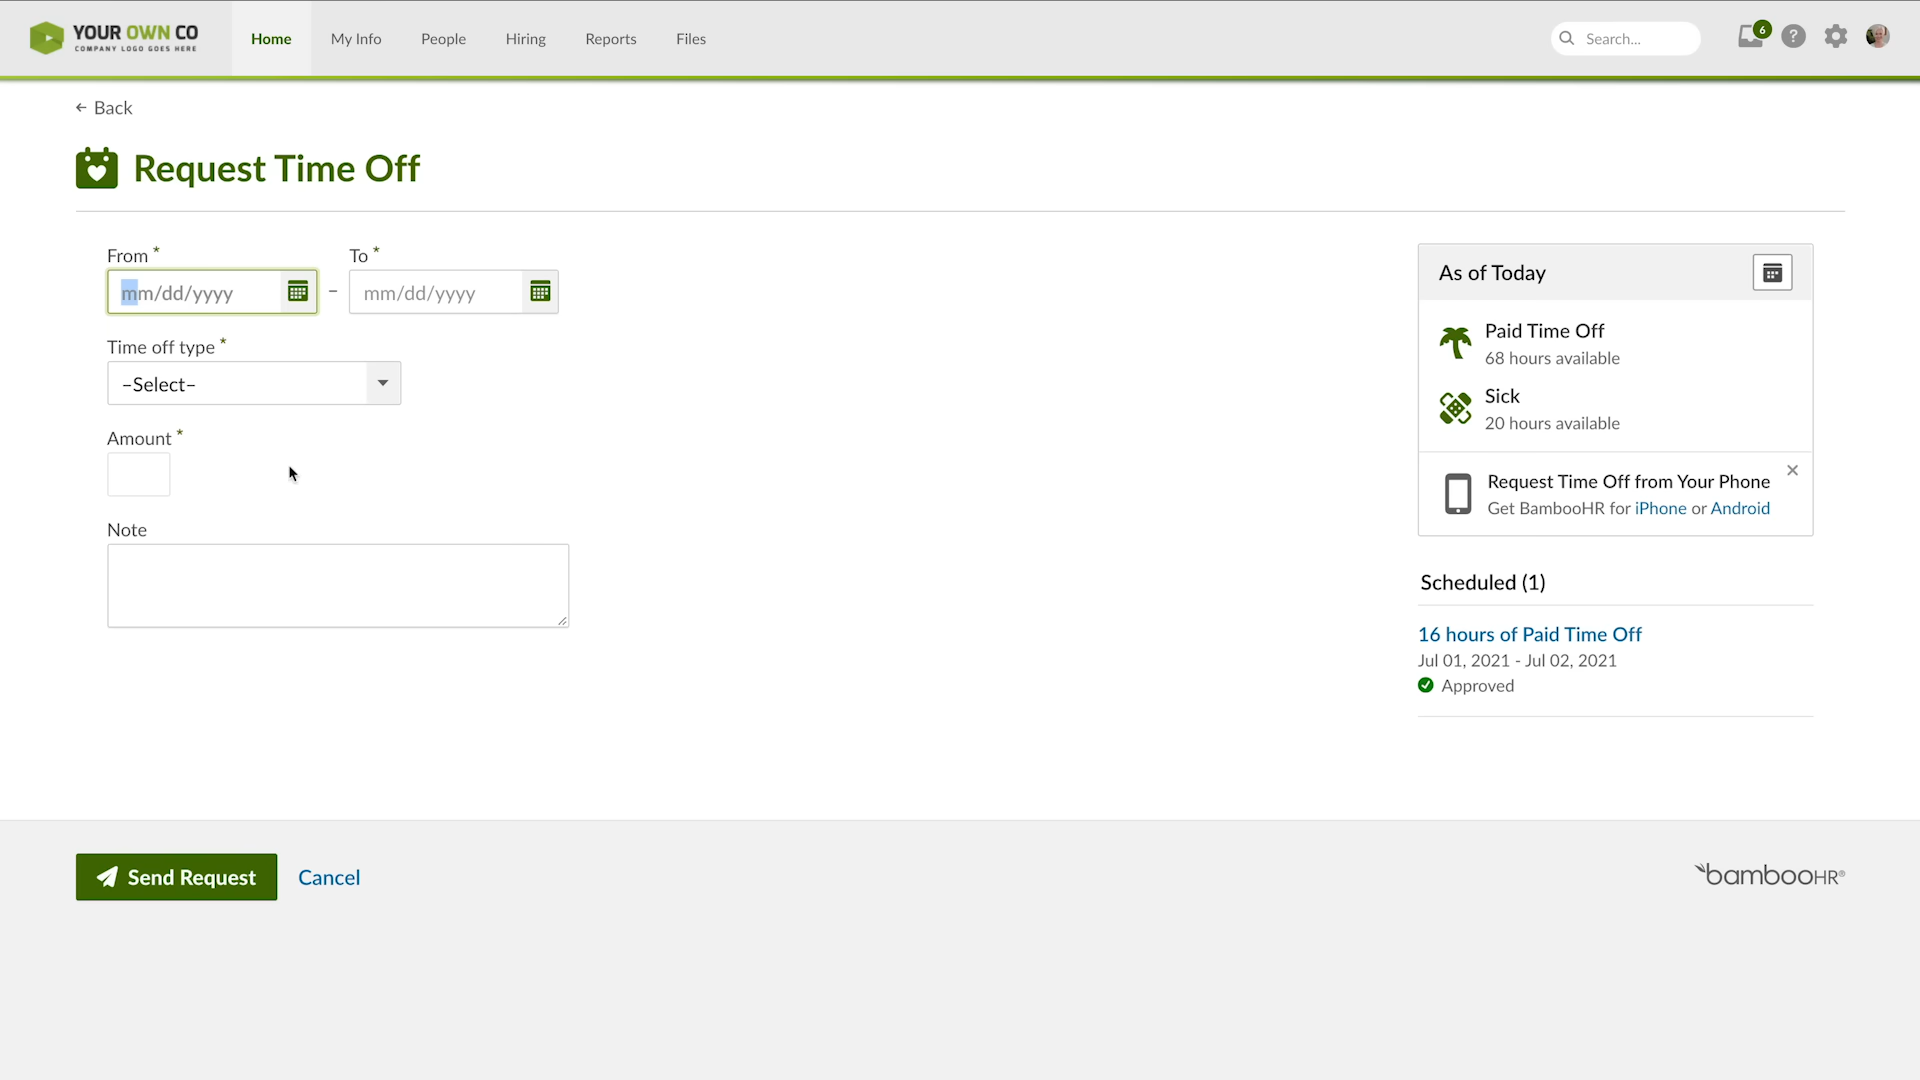 YOUR OWN CO
COMPANY LOGO GOES HERE
Home
My Info
People
Hiring
Reports
Files
Search...
6
?
← Back
Request Time Off
From *
To *
mm/dd/yyyy
–
mm/dd/yyyy
Time off type *
–Select–
Amount *
Note
As of Today
Paid Time Off
68 hours available
Sick
20 hours available
Request Time Off from Your Phone
Get BambooHR for iPhone or Android
Scheduled (1)
16 hours of Paid Time Off
Jul 01, 2021 - Jul 02, 2021
Approved
Send Request
Cancel
bambooHR®